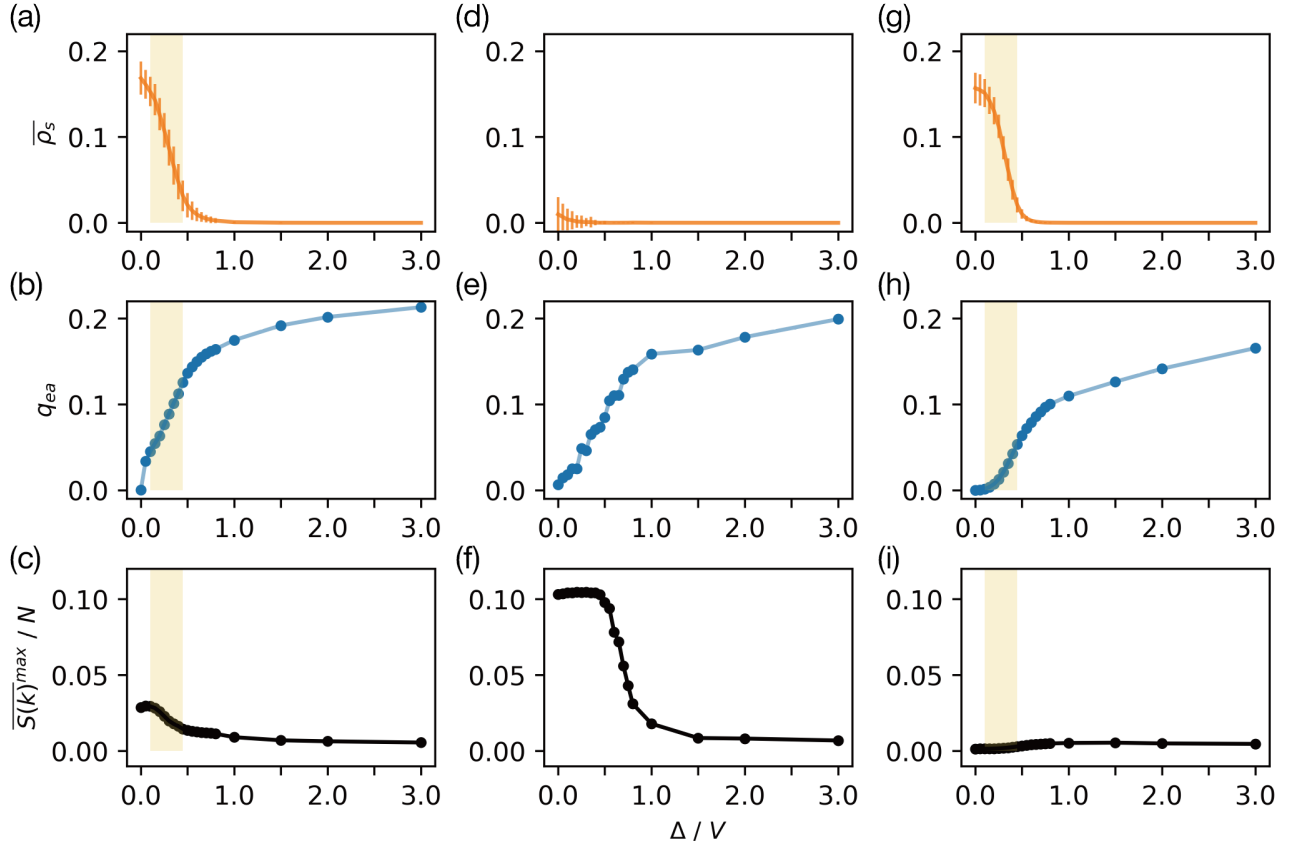 (a) (d) (g)
0.2 0.2 0.2
0.1 0.1 0.1
0.0 0.0 0.0
ρ̅s
0.0 1.0 2.0 3.0 0.0 1.0 2.0 3.0 0.0 1.0 2.0 3.0
(b) (e) (h)
0.2 0.2 0.2
0.1 0.1 0.1
0.0 0.0 0.0
qea
0.0 1.0 2.0 3.0 0.0 1.0 2.0 3.0 0.0 1.0 2.0 3.0
(c) (f) (i)
0.10 0.10 0.10
0.05 0.05 0.05
0.00 0.00 0.00
S̅(̅k̅)̅max / N
0.0 1.0 2.0 3.0 0.0 1.0 2.0 3.0 0.0 1.0 2.0 3.0
Δ / V